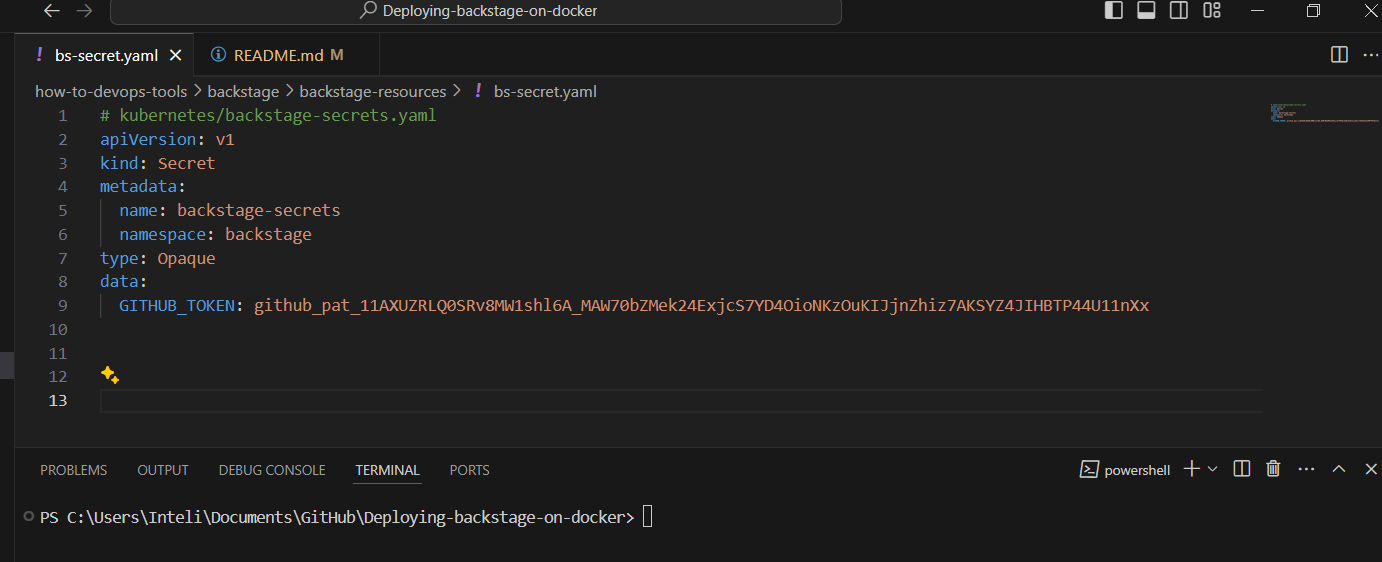 Deploying-backstage-on-docker
bs-secret.yaml
README.md M
how-to-devops-tools > backstage > backstage-resources > ! bs-secret.yaml
1 # kubernetes/backstage-secrets.yaml
2 apiVersion: v1
3 kind: Secret
4 metadata:
5 name: backstage-secrets
6 namespace: backstage
7 type: Opaque
8 data:
9 GITHUB_TOKEN: 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
10
11
12
13
PROBLEMS OUTPUT DEBUG CONSOLE TERMINAL PORTS
powershell
PS C:\Users\Inteli\Documents\GitHub\Deploying-backstage-on-docker>